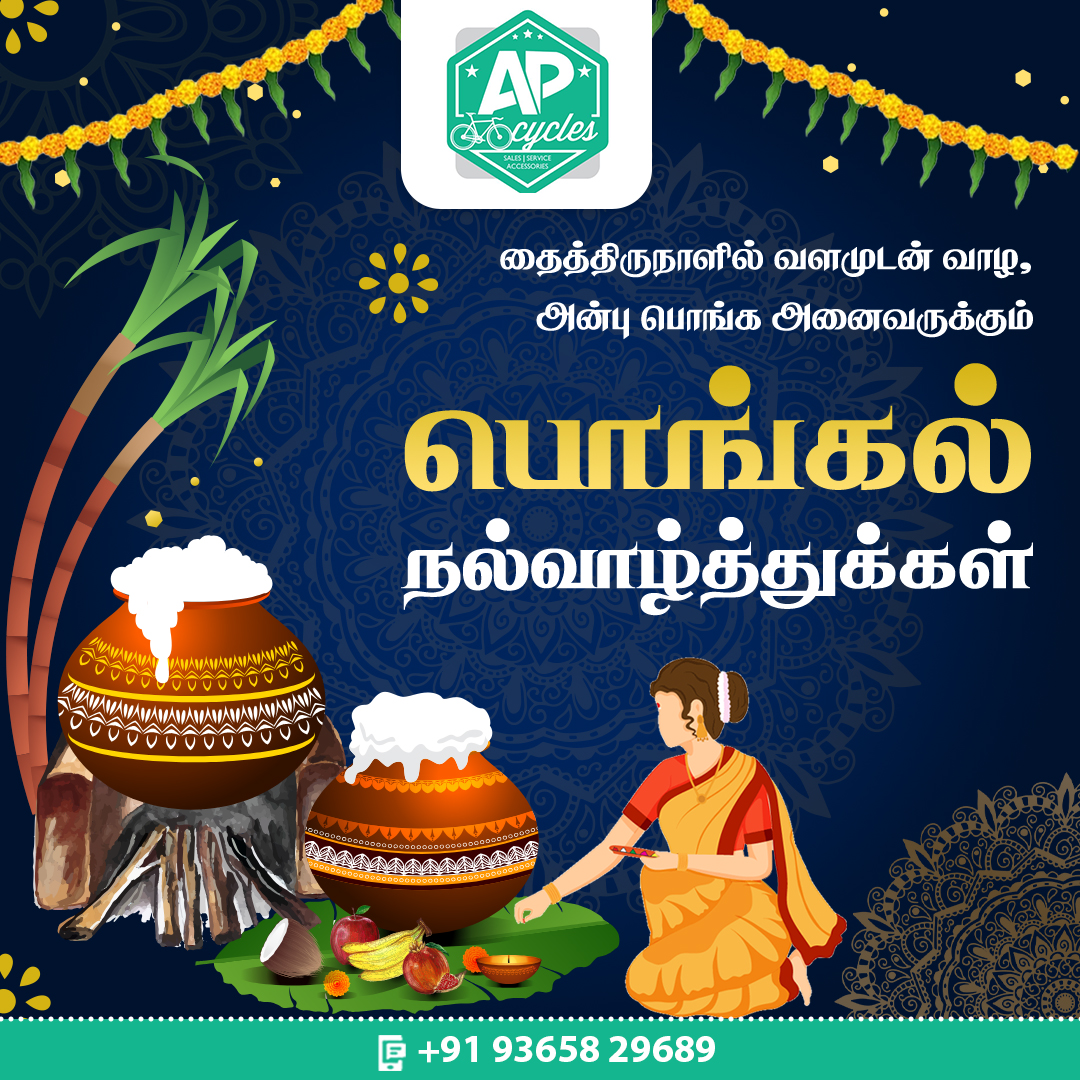 AP
cycles
SALES | SERVICE
ACCESSORIES
தைத்திருநாளில் வளமுடன் வாழ,
அன்பு பொங்க அனைவருக்கும்
பொங்கல்
நல்வாழ்த்துக்கள்
+91 93658 29689